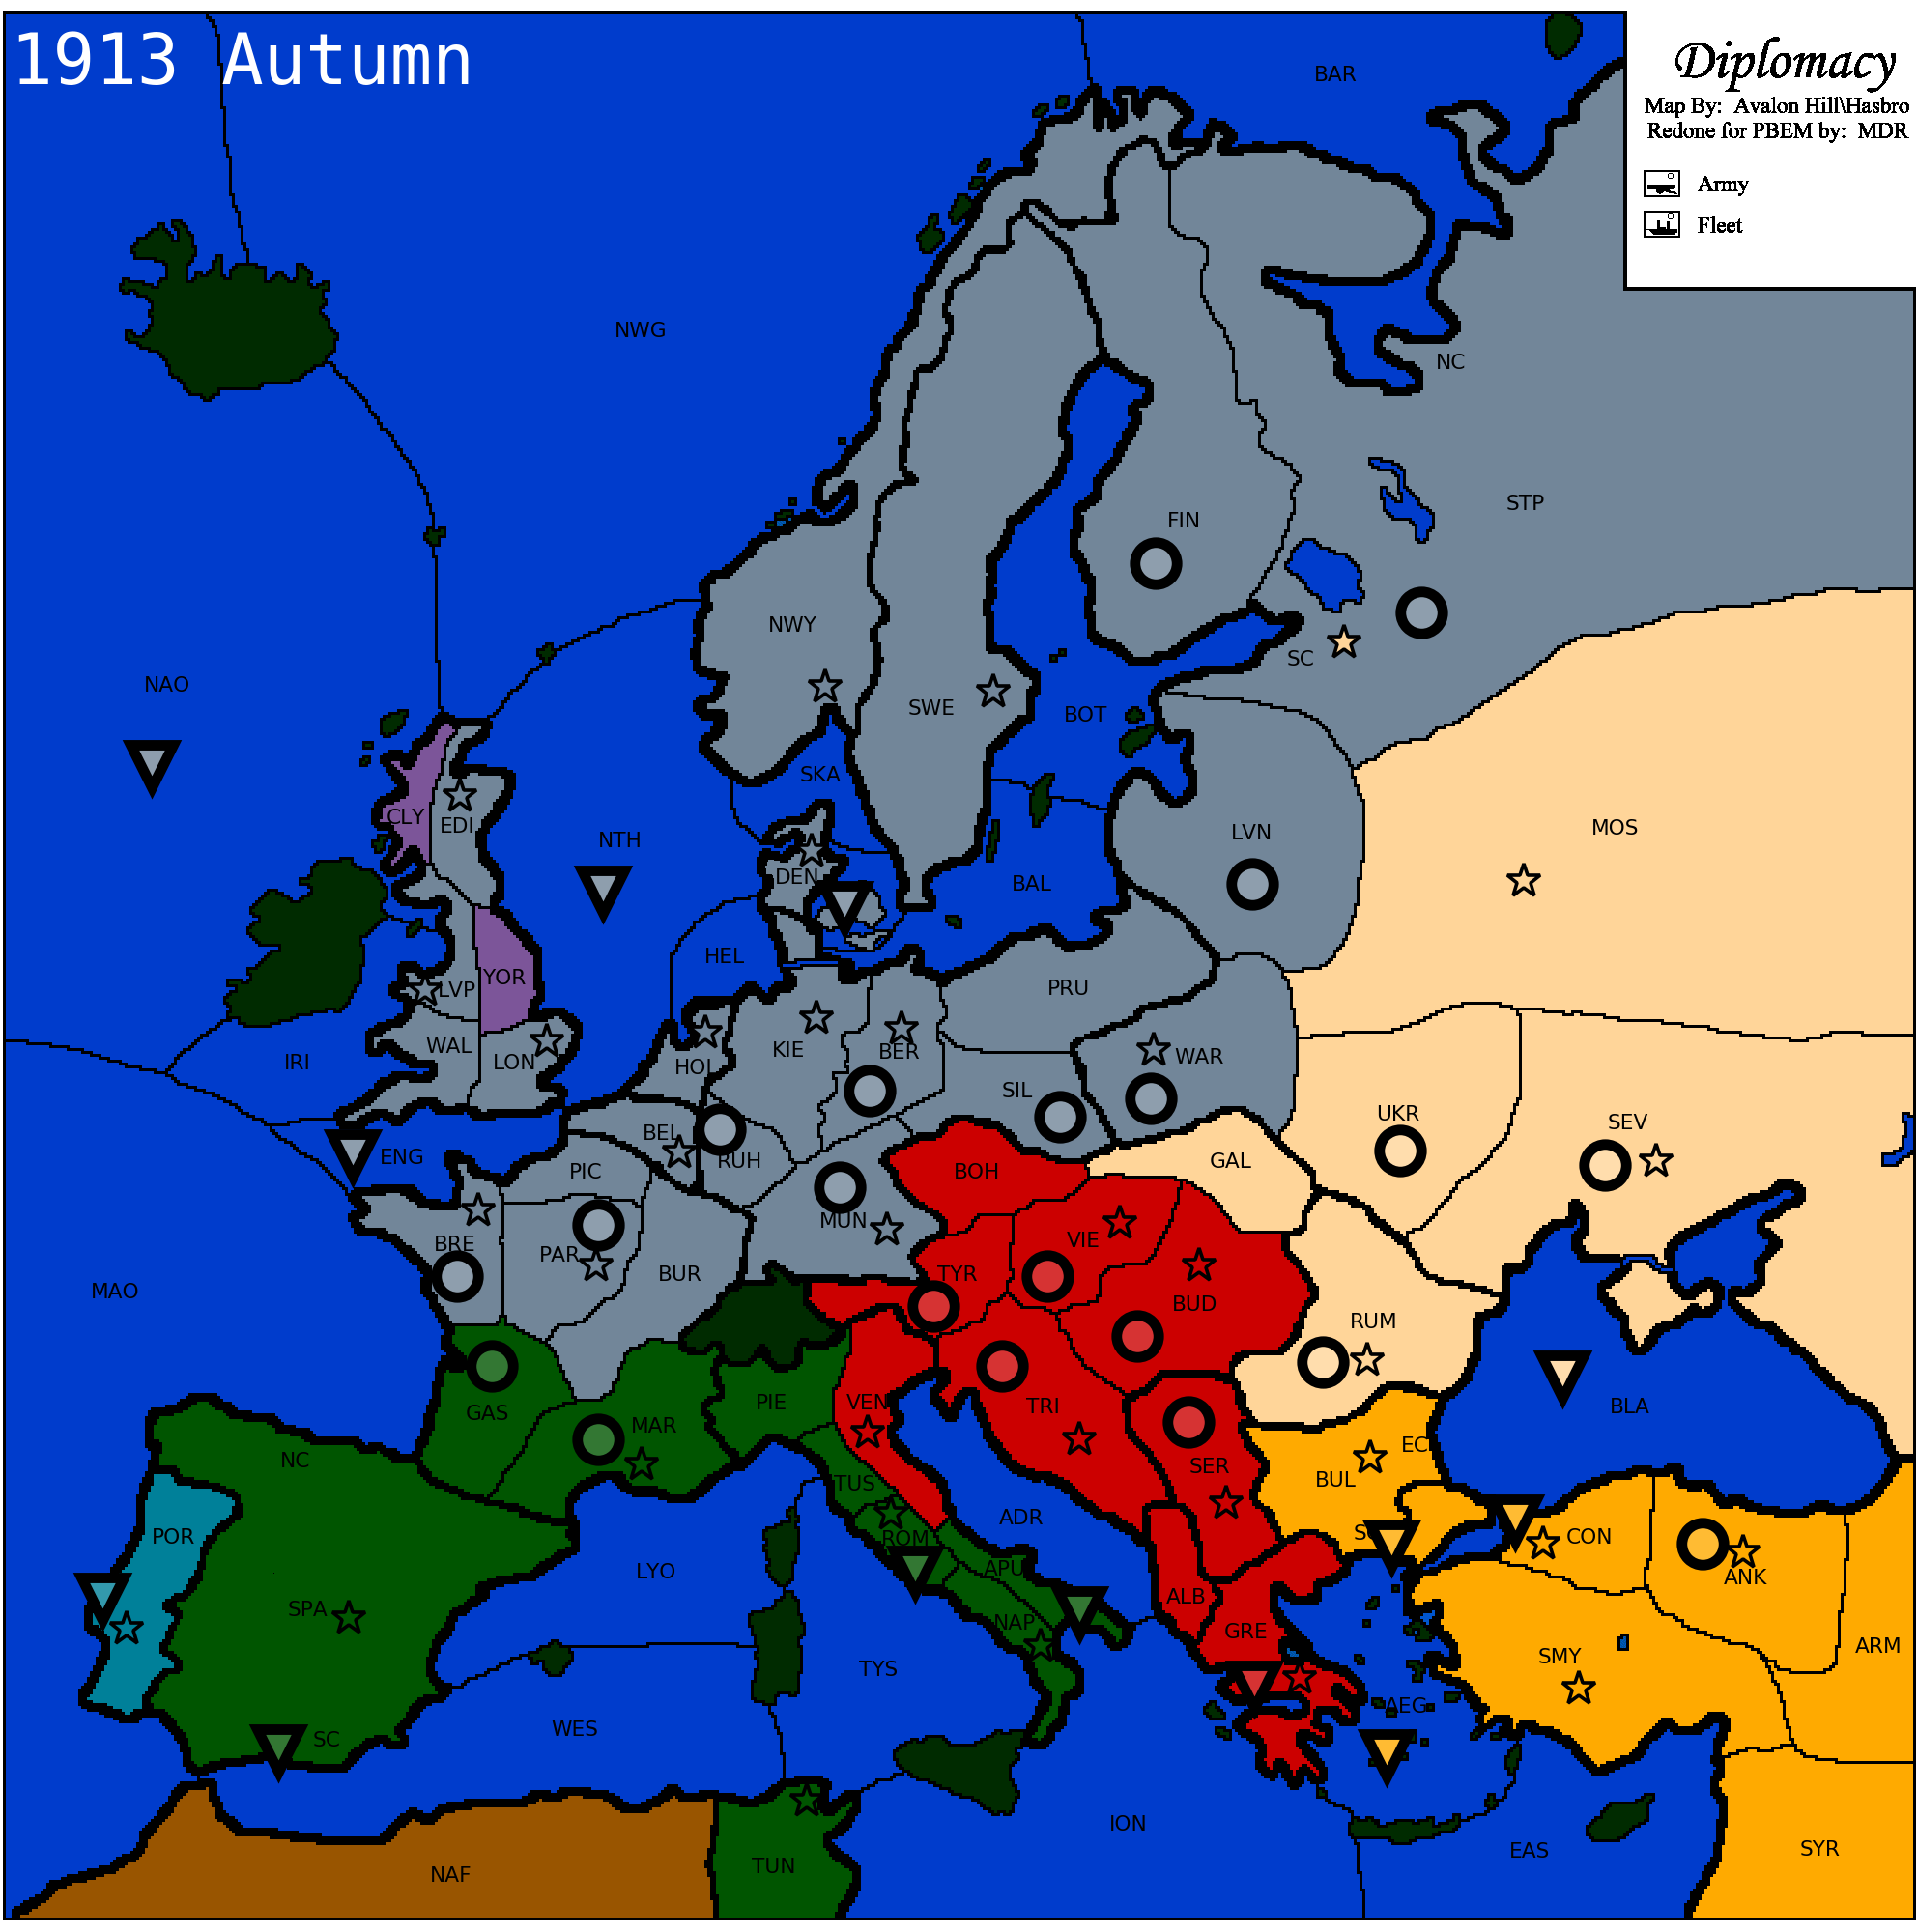 1913 Autumn
Diplomacy
Map By: Avalon Hill\Hasbro
Redone for PBEM by: MDR
Army
Fleet
BAR
NWG
NC
STP
FIN
NWY
SC
NAO
SWE
BOT
SKA
CLY
EDI
NTH
LVN
MOS
DEN
BAL
HEL
YOR
LVP
PRU
WAL
LON
IRI
HOL
KIE
BER
WAR
SIL
UKR
SEV
ENG
BEL
PIC
RUH
BOH
GAL
MUN
BRE
PAR
BUR
TYR
VIE
MAO
BUD
RUM
GAS
MAR
PIE
VEN
TRI
BLA
NC
EC
TUS
SER
BUL
POR
ADR
ROM
SC
CON
LYO
APU
ANK
SPA
NAP
ALB
GRE
ARM
TYS
SMY
AEG
WES
SC
ION
EAS
SYR
NAF
TUN